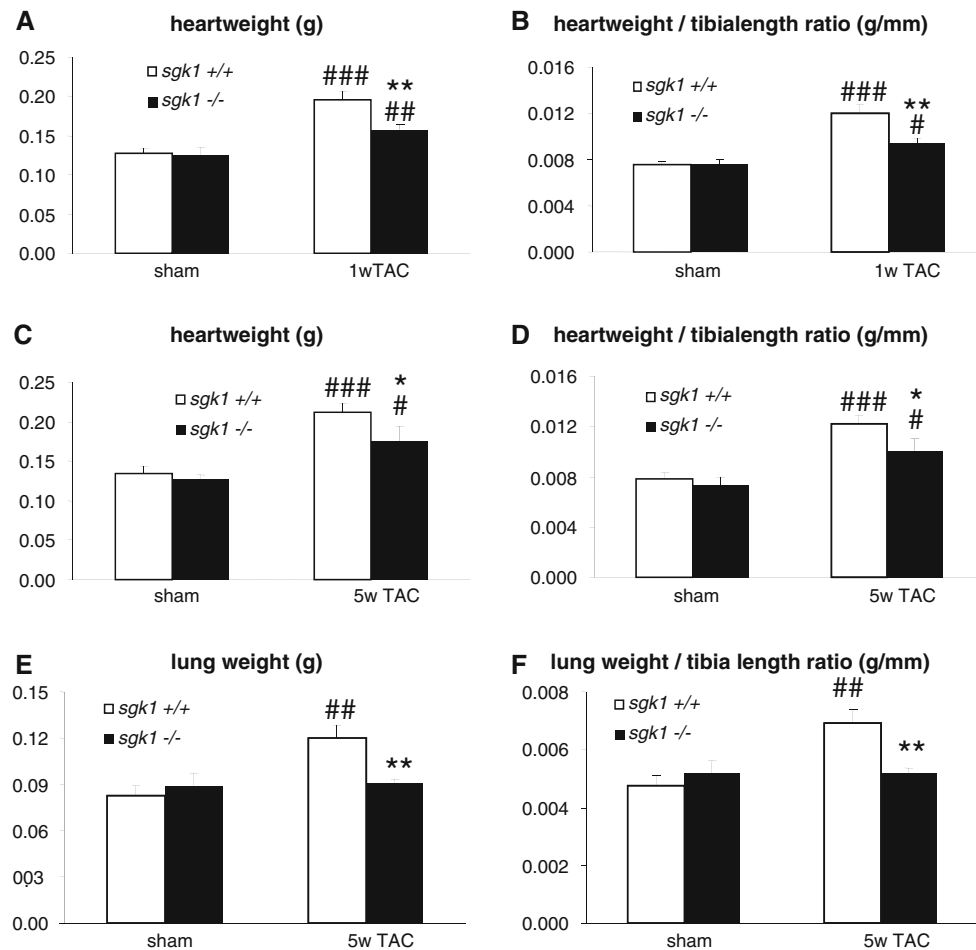 A heartweight (g)
0.25
0.20
0.15
0.10
0.05
0.00
sgk1 +/+
sgk1 -/-
###
**
##
sham 1wTAC
B heartweight / tibialength ratio (g/mm)
0.016
0.012
0.008
0.004
0.000
sgk1 +/+
sgk1 -/-
###
**
#
sham 1w TAC
C heartweight (g)
0.25
0.20
0.15
0.10
0.05
0.00
sgk1 +/+
sgk1 -/-
###
*
#
sham 5w TAC
D heartweight / tibialength ratio (g/mm)
0.016
0.012
0.008
0.004
0.000
sgk1 +/+
sgk1 -/-
###
*
#
sham 5w TAC
E lung weight (g)
0.15
0.12
0.09
0.06
0.03
0.00
sgk1 +/+
sgk1 -/-
##
**
sham 5w TAC
F lung weight / tibia length ratio (g/mm)
0.008
0.006
0.004
0.002
0.000
sgk1 +/+
sgk1 -/-
##
**
sham 5w TAC